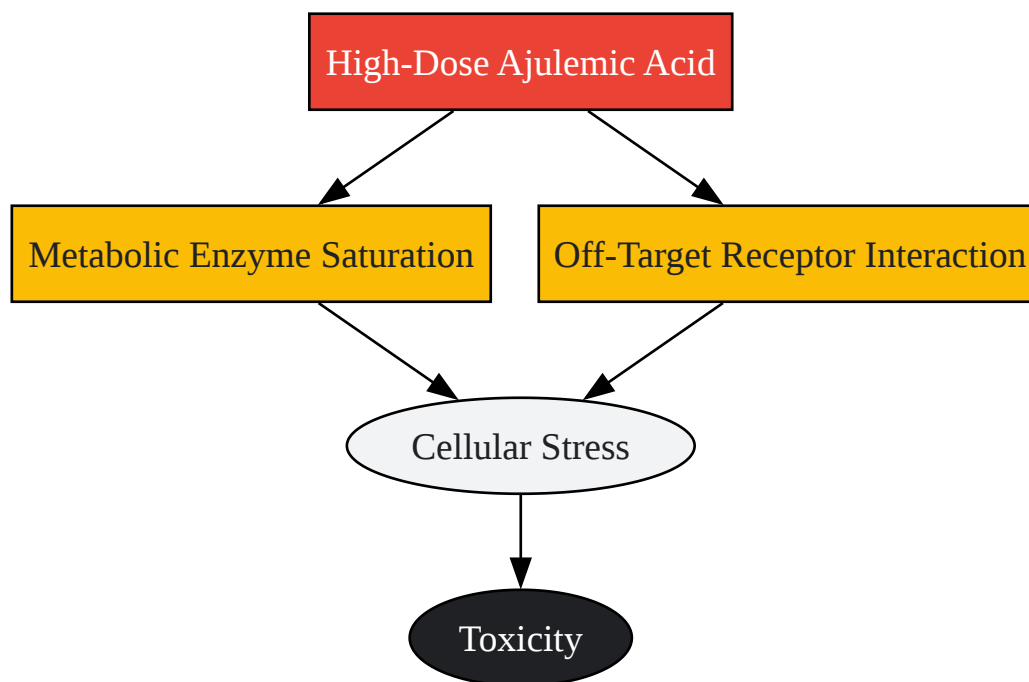 High-Dose Ajulemic Acid
Metabolic Enzyme Saturation
Off-Target Receptor Interaction
Cellular Stress
Toxicity